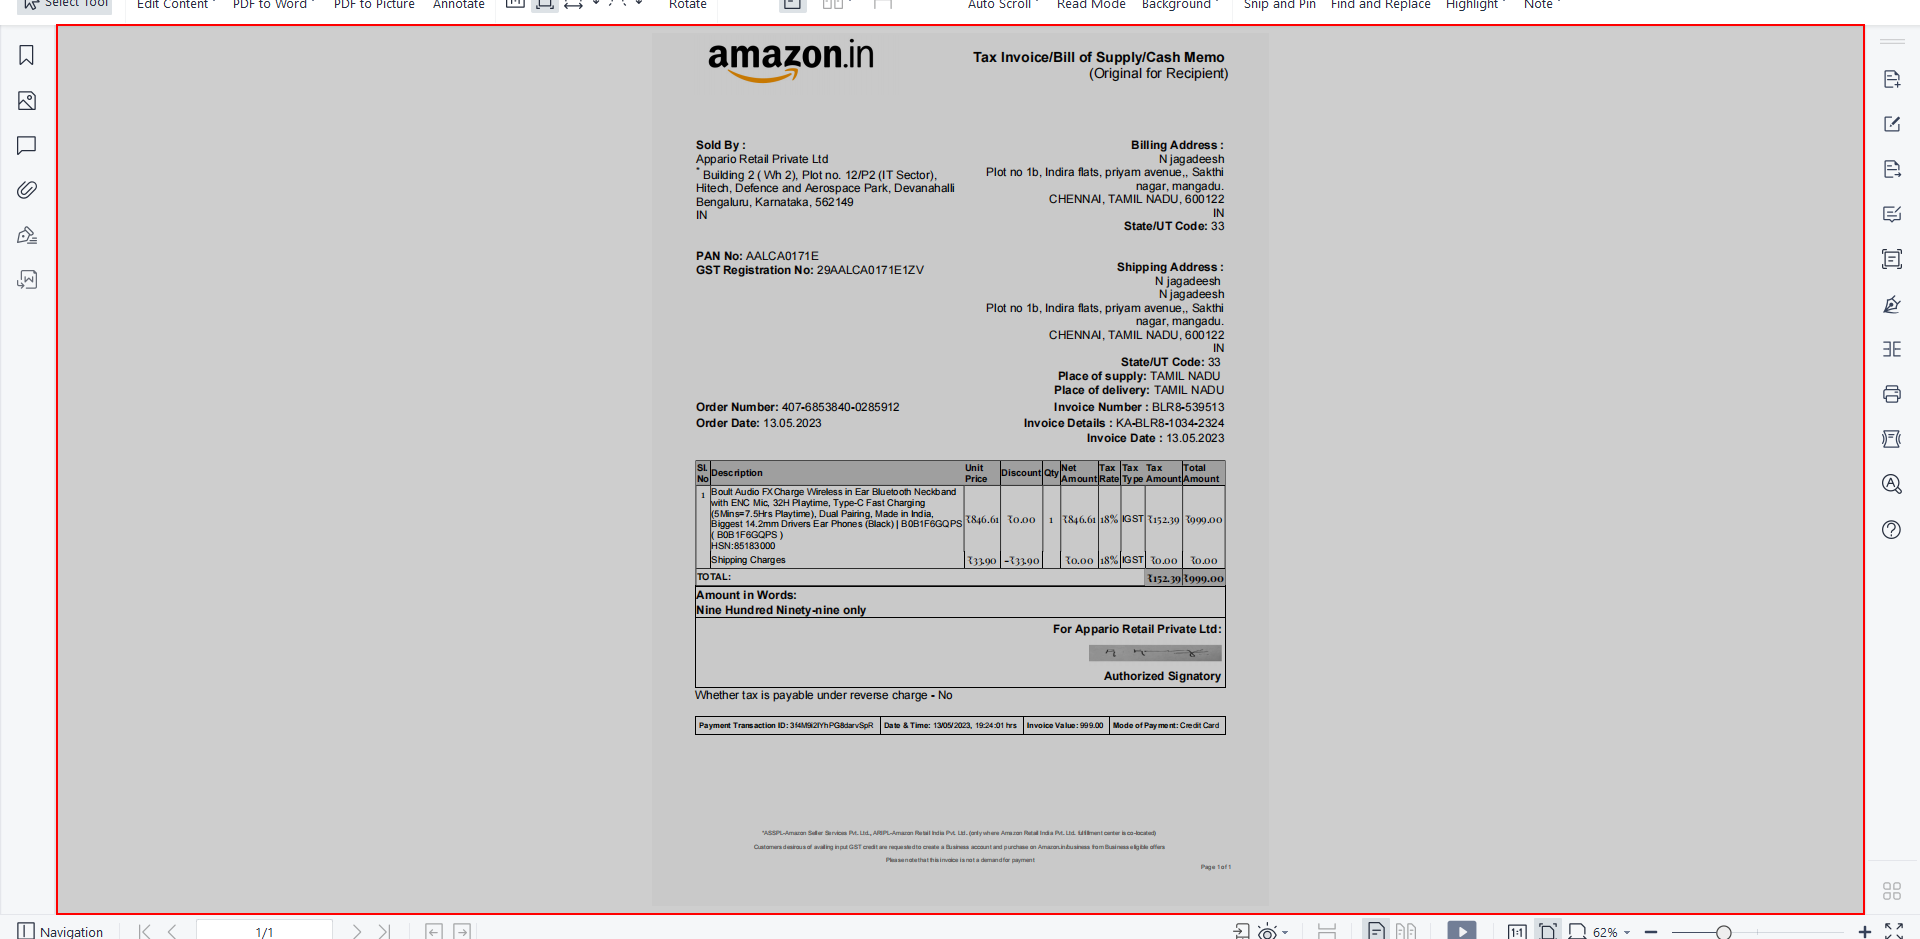 Select Tool Edit Content PDF to Word PDF to Picture Annotate Rotate Auto Scroll Read Mode Background Snip and Pin Find and Replace Highlight Note
amazon.in
Tax Invoice/Bill of Supply/Cash Memo
(Original for Recipient)
Sold By :
Appario Retail Private Ltd
* Building 2 ( Wh 2), Plot no. 12/P2 (IT Sector),
Hitech, Defence and Aerospace Park, Devanahalli
Bengaluru, Karnataka, 562149
IN
Billing Address :
N jagadeesh
Plot no 1b, Indira flats, priyam avenue,, Sakthi
nagar, mangadu.
CHENNAI, TAMIL NADU, 600122
IN
State/UT Code: 33
PAN No: AALCA0171E
GST Registration No: 29AALCA0171E1ZV
Shipping Address :
N jagadeesh
N jagadeesh
Plot no 1b, Indira flats, priyam avenue,, Sakthi
nagar, mangadu.
CHENNAI, TAMIL NADU, 600122
IN
State/UT Code: 33
Place of supply: TAMIL NADU
Place of delivery: TAMIL NADU
Order Number: 407-6853840-0285912
Order Date: 13.05.2023
Invoice Number : BLR8-539513
Invoice Details : KA-BLR8-1034-2324
Invoice Date : 13.05.2023
Sl. No Description Unit Price Discount Qty Net Amount Tax Rate Tax Type Tax Amount Total Amount
1 Boult Audio FXCharge Wireless in Ear Bluetooth Neckband
with ENC Mic, 32H Playtime, Type-C Fast Charging
(5Mins=7.5Hrs Playtime), Dual Pairing, Made in India,
Biggest 14.2mm Drivers Ear Phones (Black) | B0B1F6GQPS ₹846.61 ₹0.00 1 ₹846.61 18% IGST ₹152.39 ₹999.00
( B0B1F6GQPS )
HSN:85183000
Shipping Charges ₹33.90 -₹33.90 ₹0.00 18% IGST ₹0.00 ₹0.00
TOTAL: ₹152.39 ₹999.00
Amount in Words:
Nine Hundred Ninety-nine only
For Appario Retail Private Ltd:
Authorized Signatory
Whether tax is payable under reverse charge - No
Payment Transaction ID: 3f4M9i2IYhPG8darvSpR Date & Time: 13/05/2023, 19:24:01 hrs Invoice Value: 999.00 Mode of Payment: Credit Card
*ASSPL-Amazon Seller Services Pvt. Ltd., ARIPL-Amazon Retail India Pvt. Ltd. (only where Amazon Retail India Pvt. Ltd. fulfillment center is co-located)
Customers desirous of availing input GST credit are requested to create a Business account and purchase on Amazon.in/business from Business eligible offers
Please note that this invoice is not a demand for payment
Page 1 of 1
Navigation 1/1 1:1 62%